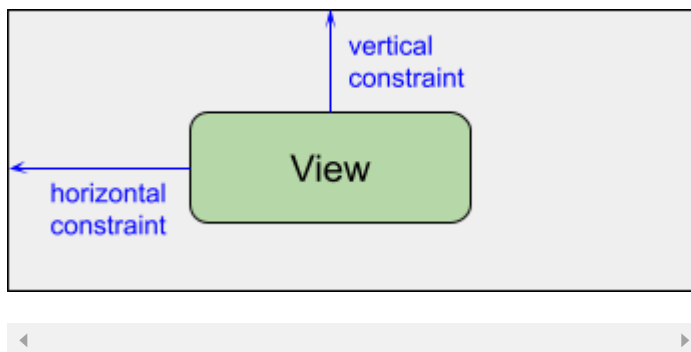 vertical
constraint
View
horizontal
constraint